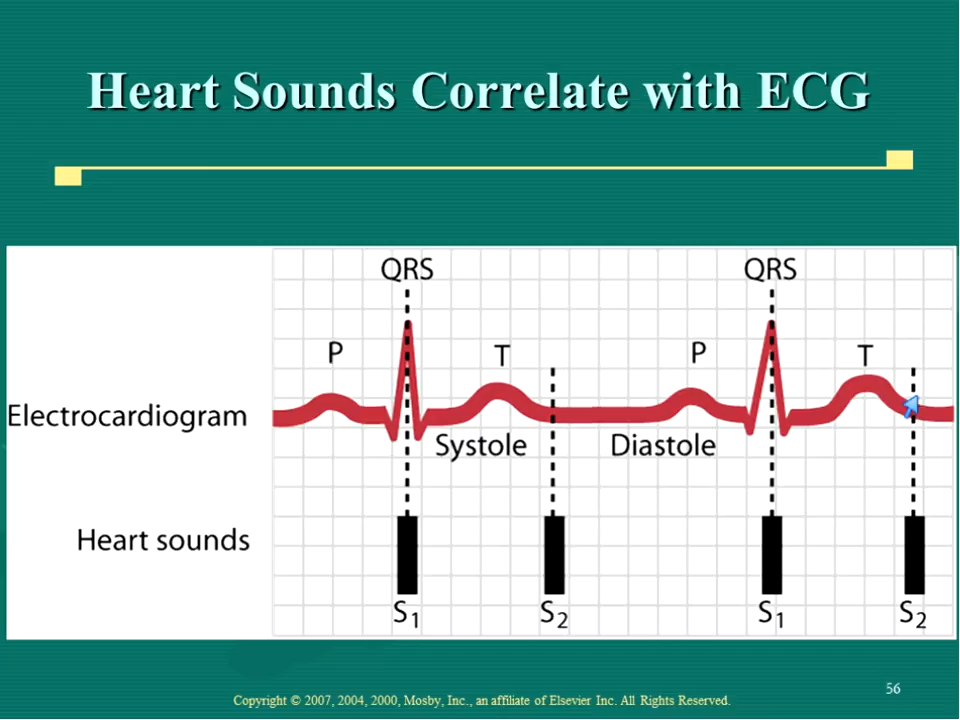 Heart Sounds Correlate with ECG
QRS QRS
P T P T
Electrocardiogram
Systole Diastole
Heart sounds
S1 S2 S1 S2
56
Copyright © 2007, 2004, 2000, Mosby, Inc., an affiliate of Elsevier Inc. All Rights Reserved.